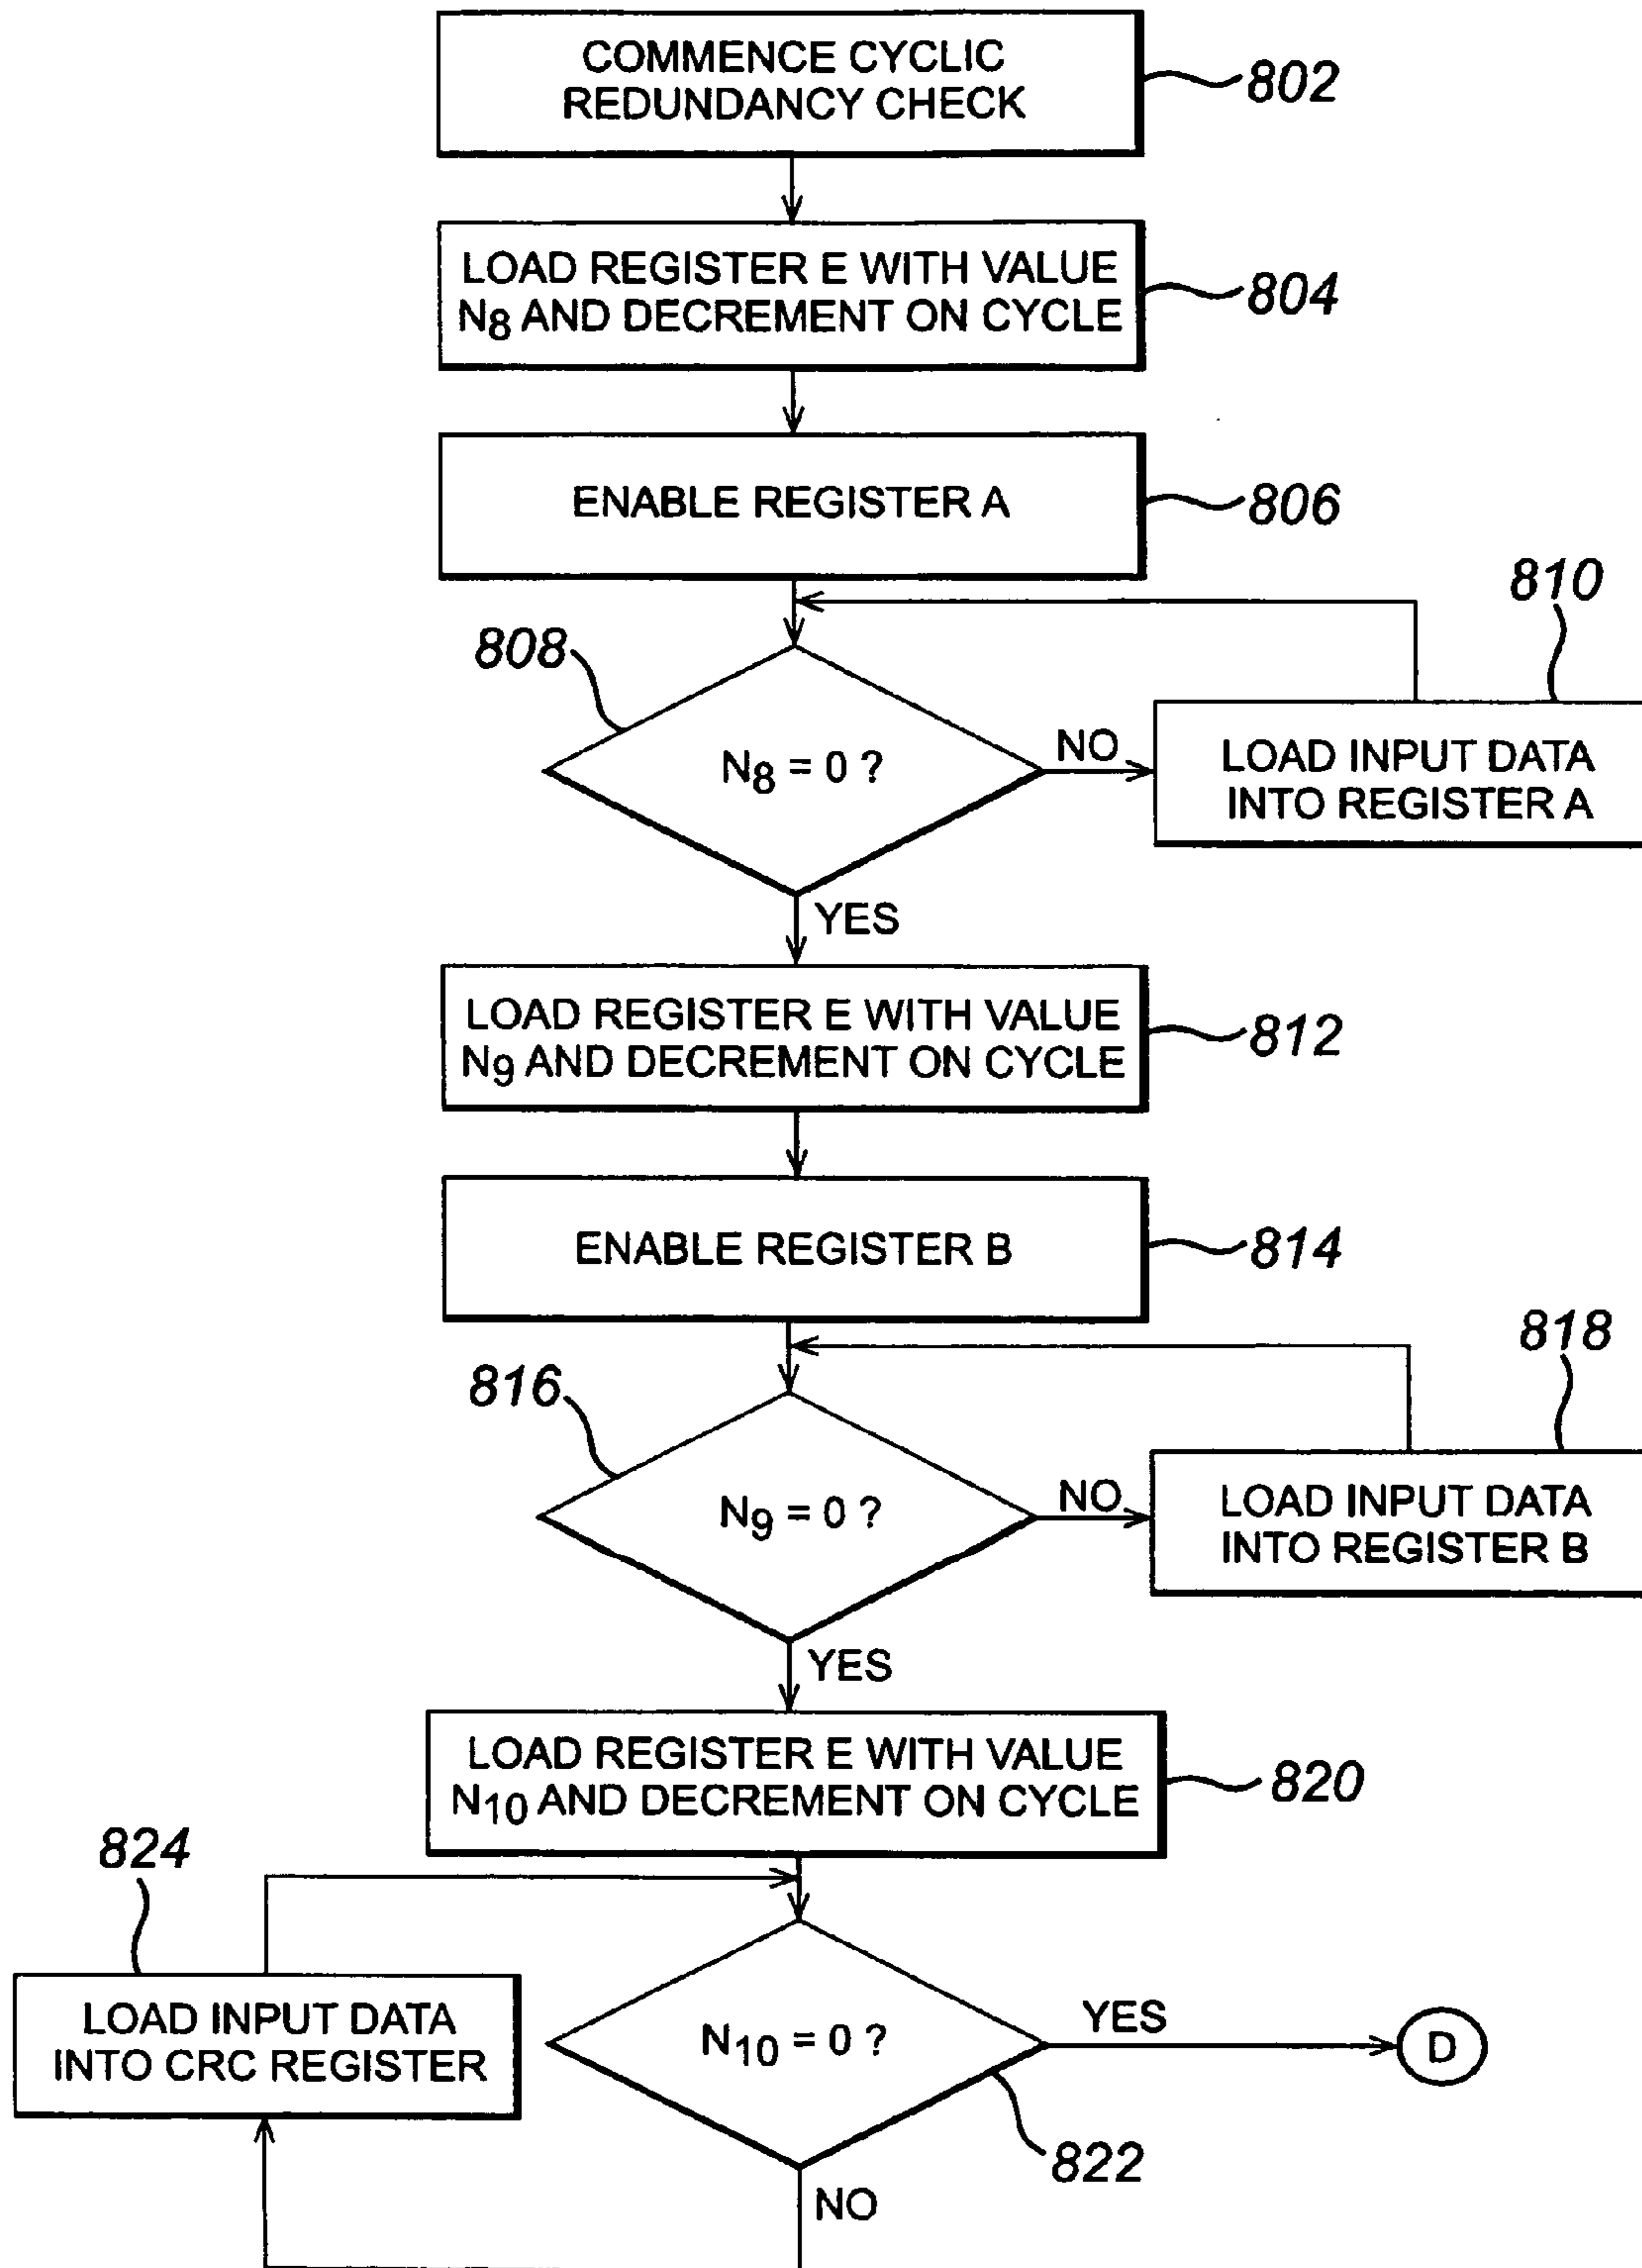 COMMENCE CYCLIC
REDUNDANCY CHECK
802
LOAD REGISTER E WITH VALUE
N8 AND DECREMENT ON CYCLE
804
ENABLE REGISTER A
806
810
808
N8 = 0 ?
NO
LOAD INPUT DATA
INTO REGISTER A
YES
LOAD REGISTER E WITH VALUE
N9 AND DECREMENT ON CYCLE
812
ENABLE REGISTER B
814
818
816
N9 = 0 ?
NO
LOAD INPUT DATA
INTO REGISTER B
YES
LOAD REGISTER E WITH VALUE
N10 AND DECREMENT ON CYCLE
820
824
LOAD INPUT DATA
INTO CRC REGISTER
N10 = 0 ?
YES
D
822
NO